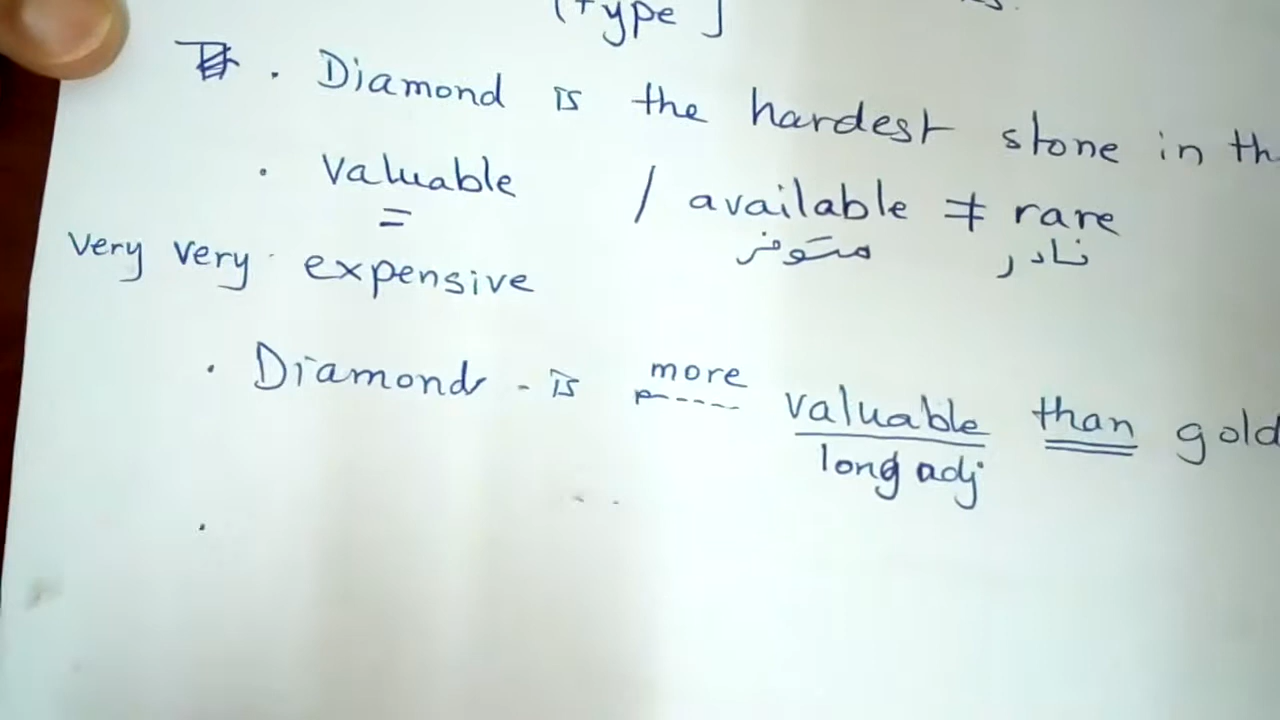 (type]
. Diamond is the hardest stone in th
. Valuable / available ≠ rare
= متوفر نادر
very very expensive
. Diamond - is more valuable than gold
long adj
.